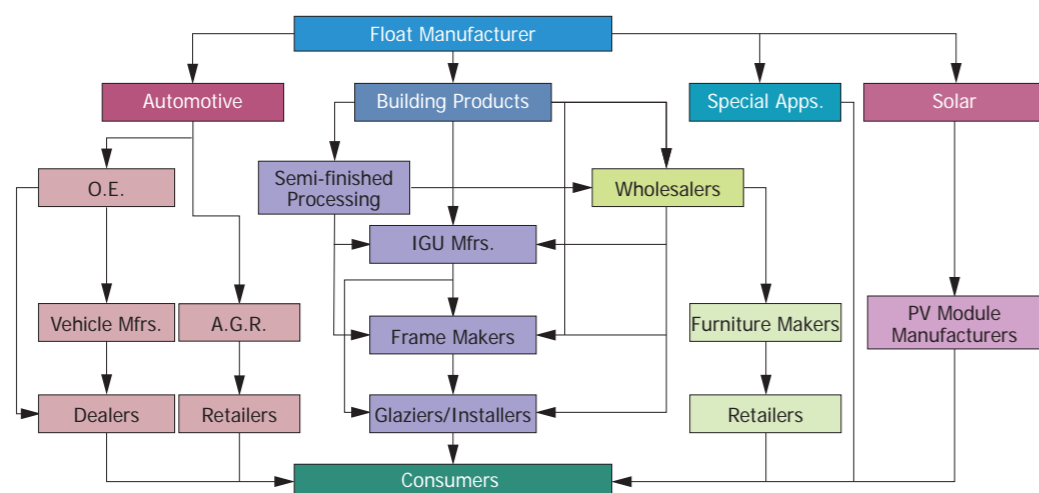 Float Manufacturer
Automotive
Building Products
Special Apps.
Solar
Semi-finished
Processing
O.E.
Wholesalers
IGU Mfrs.
Vehicle Mfrs.
A.G.R.
Frame Makers
Furniture Makers
PV Module
Manufacturers
Dealers
Retailers
Glaziers/Installers
Retailers
Consumers